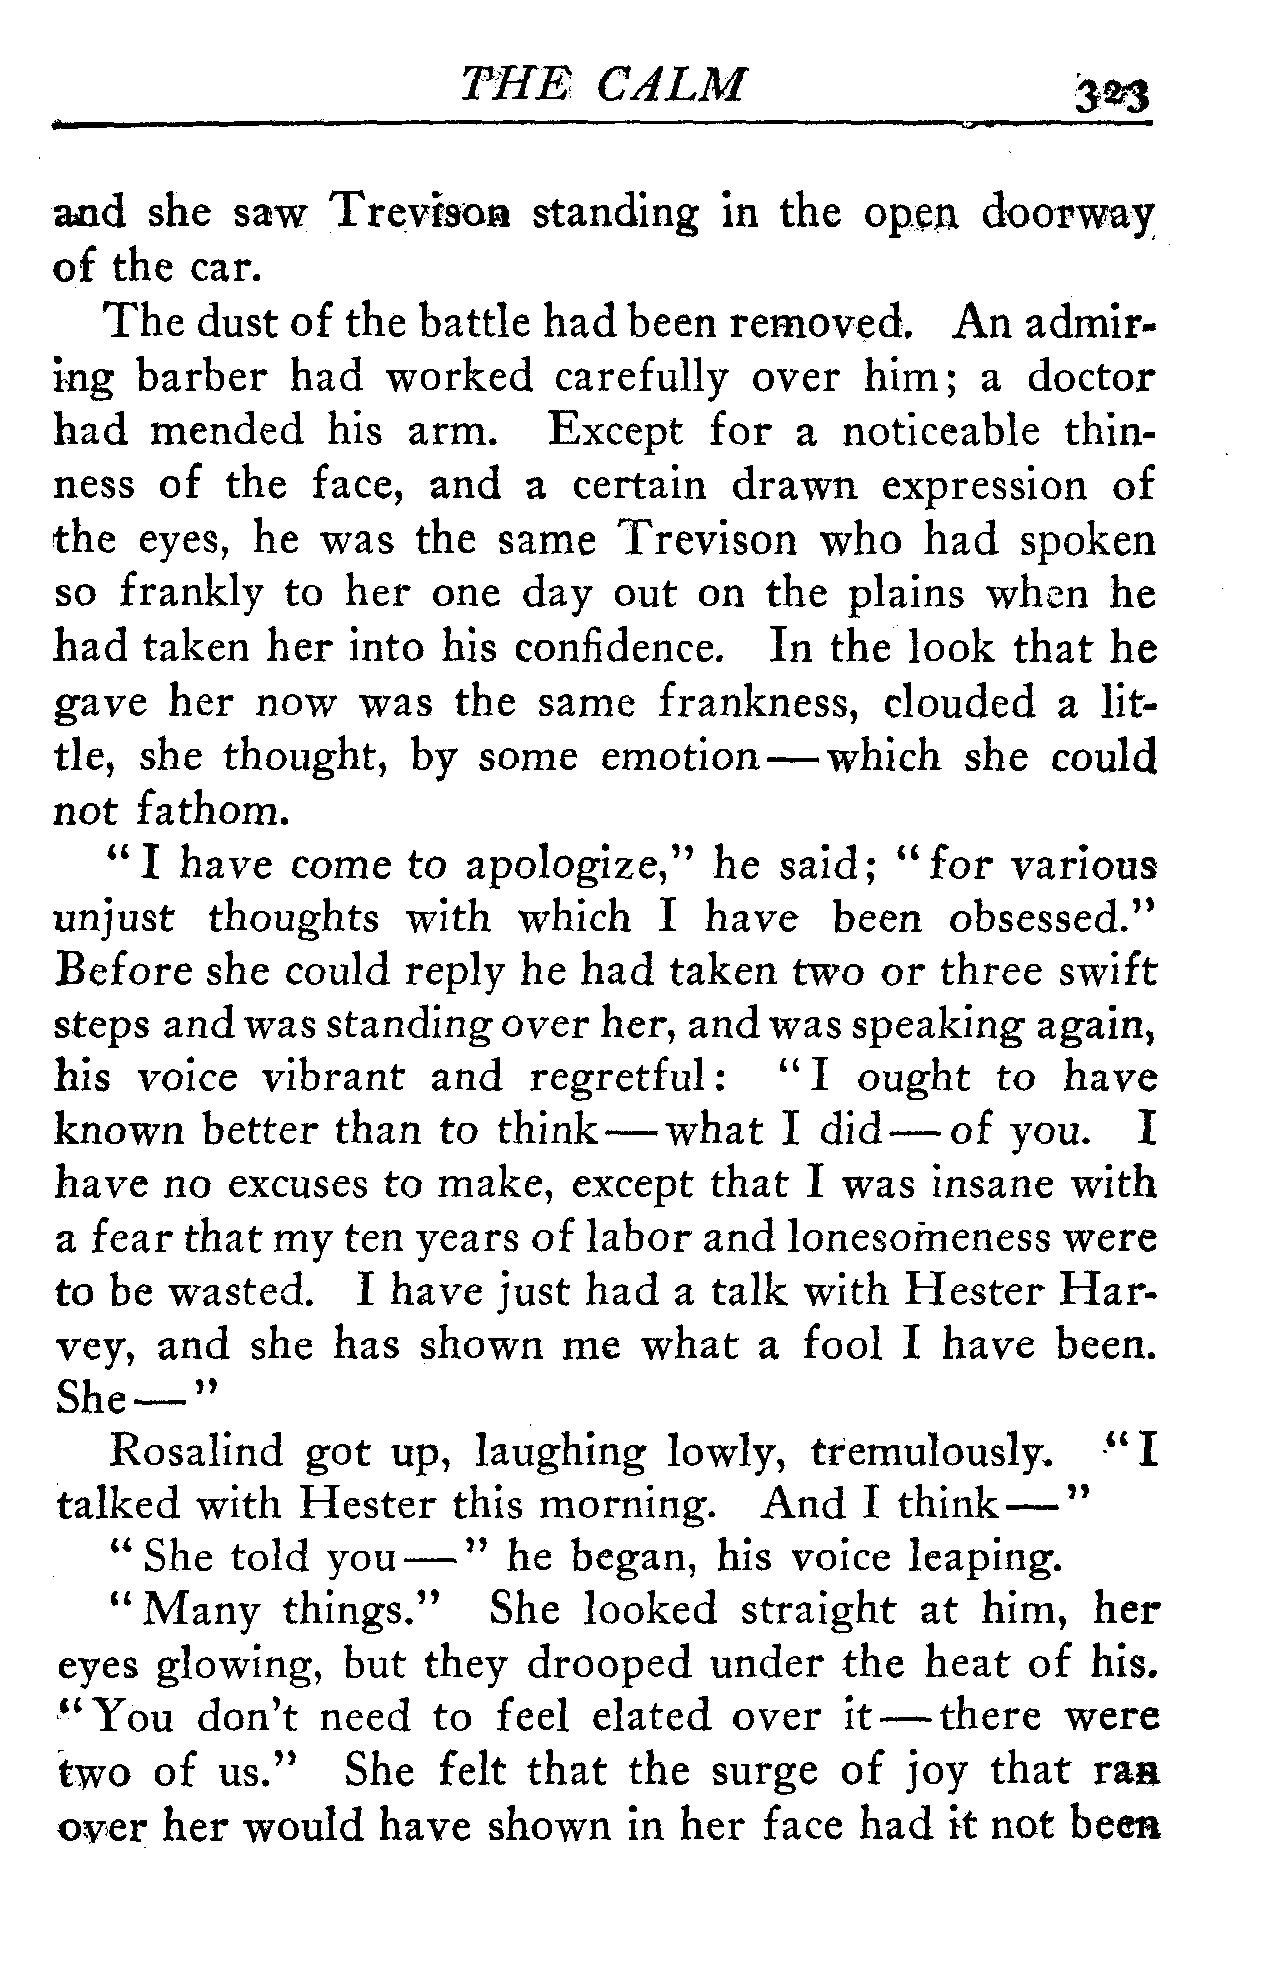 THE CALM 323
and she saw Trevison standing in the open doorway
of the car.
The dust of the battle had been removed. An admir-
ing barber had worked carefully over him; a doctor
had mended his arm. Except for a noticeable thin-
ness of the face, and a certain drawn expression of
the eyes, he was the same Trevison who had spoken
so frankly to her one day out on the plains when he
had taken her into his confidence. In the look that he
gave her now was the same frankness, clouded a lit-
tle, she thought, by some emotion—which she could
not fathom.
"I have come to apologize," he said; "for various
unjust thoughts with which I have been obsessed."
Before she could reply he had taken two or three swift
steps and was standing over her, and was speaking again,
his voice vibrant and regretful: "I ought to have
known better than to think—what I did—of you. I
have no excuses to make, except that I was insane with
a fear that my ten years of labor and lonesomeness were
to be wasted. I have just had a talk with Hester Har-
vey, and she has shown me what a fool I have been.
She—"
Rosalind got up, laughing lowly, tremulously. "I
talked with Hester this morning. And I think—"
"She told you—" he began, his voice leaping.
"Many things." She looked straight at him, her
eyes glowing, but they drooped under the heat of his.
"You don't need to feel elated over it—there were
two of us." She felt that the surge of joy that ran
over her would have shown in her face had it not been